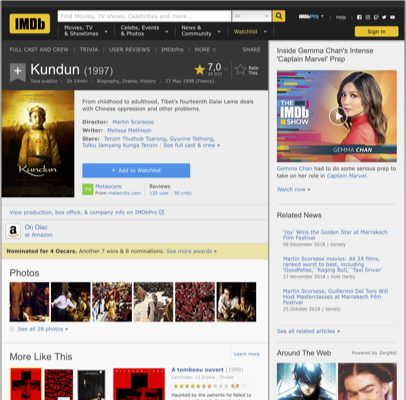 IMDb
Find Movies, TV shows, Celebrities and more...
All
IMDbPro
Help
Movies, TV & Showtimes
Celebs, Events & Photos
News & Community
Watchlist
Sign in
FULL CAST AND CREW | TRIVIA | USER REVIEWS | IMDbPro | MORE
SHARE
Kundun (1997)
7,0
Rate This
2h 14min | Biography, Drama, History | 27 May 1998 (France)
Kundun
From childhood to adulthood, Tibet's fourteenth Dalai Lama deals with Chinese oppression and other problems.
Director: Martin Scorsese
Writer: Melissa Mathison
Stars: Tenzin Thuthob Tsarong, Gyurme Tethong, Tulku Jamyang Kunga Tenzin | See full cast & crew »
+ Add to Watchlist
74
Metascore
From metacritic.com
Reviews
125 user | 90 critic
View production, box office, & company info on IMDbPro
On Disc
at Amazon
Nominated for 4 Oscars. Another 7 wins & 8 nominations. See more awards »
Photos
See all 28 photos »
More Like This
Learn more
A tombeau ouvert (1999)
Certificate: 12 Drama | Thriller
Haunted by the patients he failed to
Inside Gemma Chan's Intense 'Captain Marvel' Prep
THE IMDb SHOW
GEMMA CHAN
Gemma Chan had to do some serious prep to take on her role in Captain Marvel.
Watch now »
Related News
'Joy' Wins the Golden Star at Marrakech Film Festival
08 December 2018 | Variety
Martin Scorsese movies: All 24 films, ranked worst to best, including 'Goodfellas,' 'Raging Bull,' 'Taxi Driver'
17 November 2018 | Gold Derby
Martin Scorsese, Guillermo Del Toro Will Host Masterclasses at Marrakech Film Festival
25 October 2018 | Variety
See all related articles »
Around The Web
Powered by ZergNet